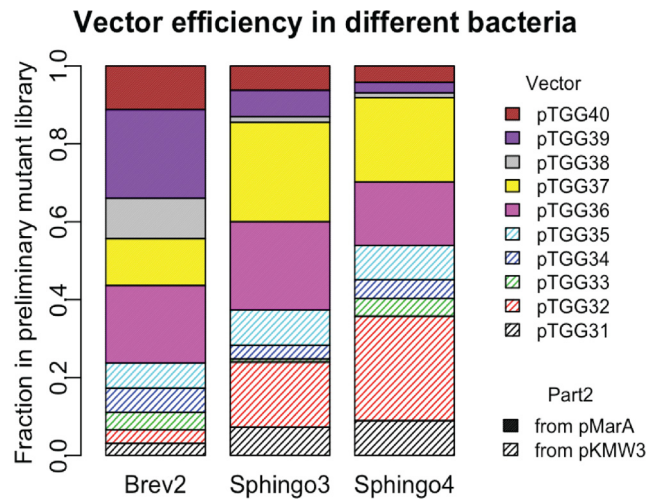 Vector efficiency in different bacteria
Fraction in preliminary mutant library
1.0
0.8
0.6
0.4
0.2
0.0
Brev2
Sphingo3
Sphingo4
Vector
pTGG40
pTGG39
pTGG38
pTGG37
pTGG36
pTGG35
pTGG34
pTGG33
pTGG32
pTGG31
Part2
from pMarA
from pKMW3